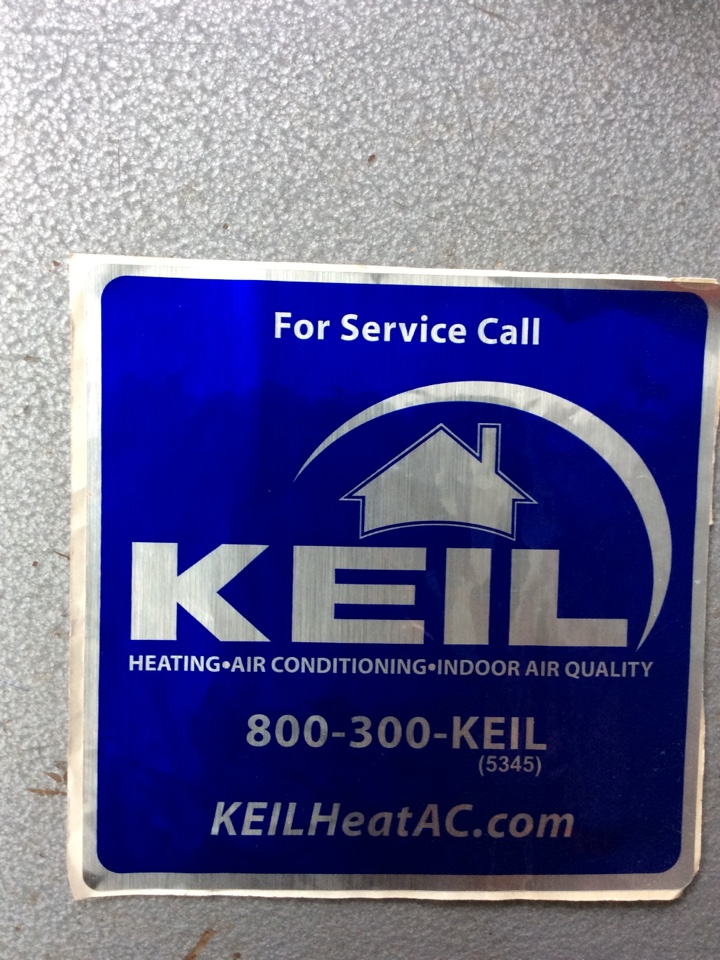 For Service Call
KEIL
HEATING•AIR CONDITIONING•INDOOR AIR QUALITY
800-300-KEIL
(5345)
KEILHeatAC.com